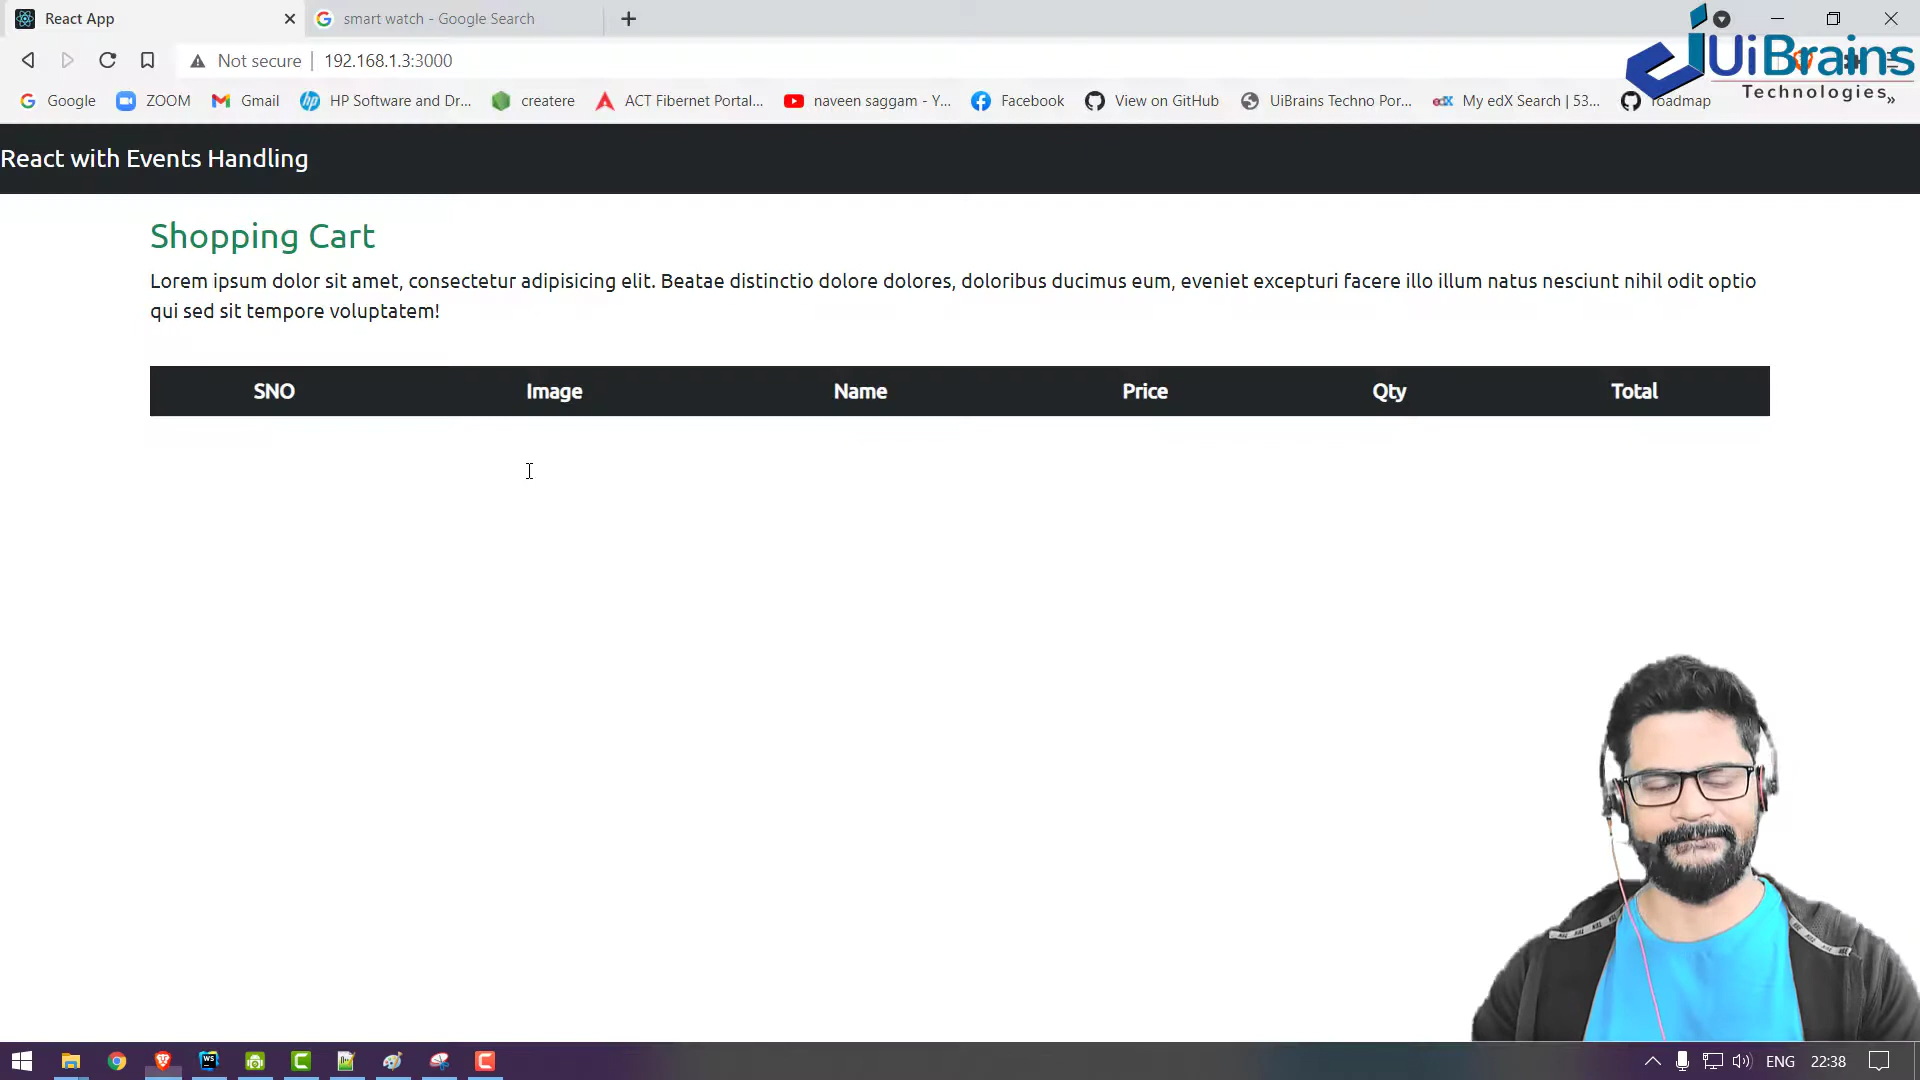 React App
smart watch - Google Search
Not secure
192.168.1.3:3000
UiBrains
Technologies
Google
ZOOM
Gmail
HP Software and Dr...
createre
ACT Fibernet Portal...
naveen saggam - Y...
Facebook
View on GitHub
UiBrains Techno Por...
My edX Search | 53...
roadmap
React with Events Handling
Shopping Cart
Lorem ipsum dolor sit amet, consectetur adipisicing elit. Beatae distinctio dolore dolores, doloribus ducimus eum, eveniet excepturi facere illo illum natus nesciunt nihil odit optio
qui sed sit tempore voluptatem!
SNO Image Name Price Qty Total
WS
ENG
22:38